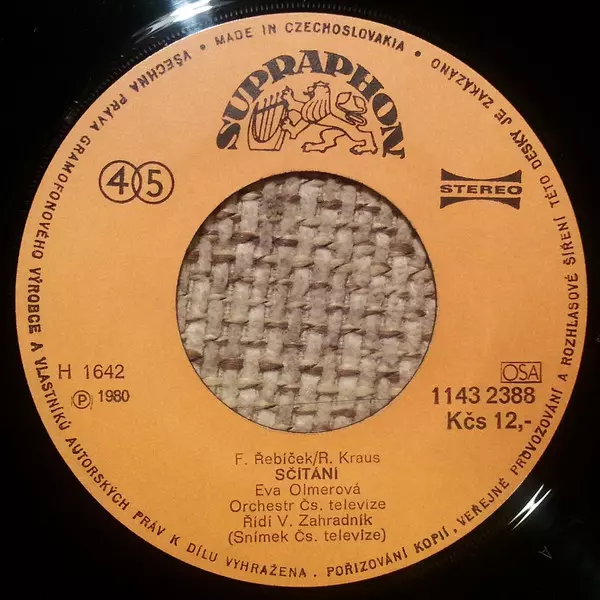 VŠECHNA PRÁVA GRAMOFONOVÉHO VÝROBCE A VLASTNÍKŮ AUTORSKÝCH PRÁV K DÍLU VYHRAŽENA . POŘIZOVÁNÍ KOPIÍ , VEŘEJNÉ PROVOZOVÁNÍ A ROZHLASOVÉ ŠÍŘENÍ TÉTO DESKY JE ZAKÁZÁNO • MADE IN CZECHOSLOVAKIA •
SUPRAPHON
45
STEREO
H 1642
Ⓟ 1980
OSA
1143 2388
Kčs 12,-
F. Řebíček/R. Kraus
SČÍTÁNÍ
Eva Olmerová
Orchestr Čs. televize
Řídí V. Zahradník
(Snímek Čs. televize)